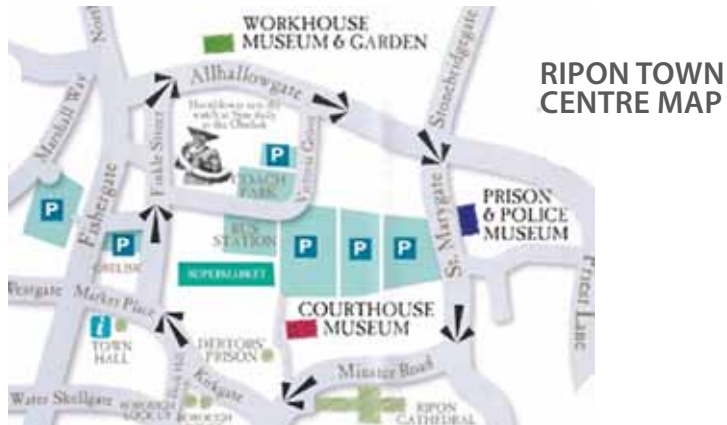 WORKHOUSE
MUSEUM & GARDEN
RIPON TOWN
CENTRE MAP
North
Allhallowgate
Stonebridgegate
Marshall Way
Finkle Street
Victoria Grove
P
COACH
PARK
Fishergate
P
P
BUS
STATION
P
P
P
St. Marygate
PRISON
& POLICE
MUSEUM
OBELISK
SUPERMARKET
Priest Lane
Westgate
Market Place
COURTHOUSE
MUSEUM
i
TOWN
HALL
DEBTORS'
PRISON
Kirkgate
Minster Road
Water Skellgate
BOROUGH
RIPON
CATHEDRAL